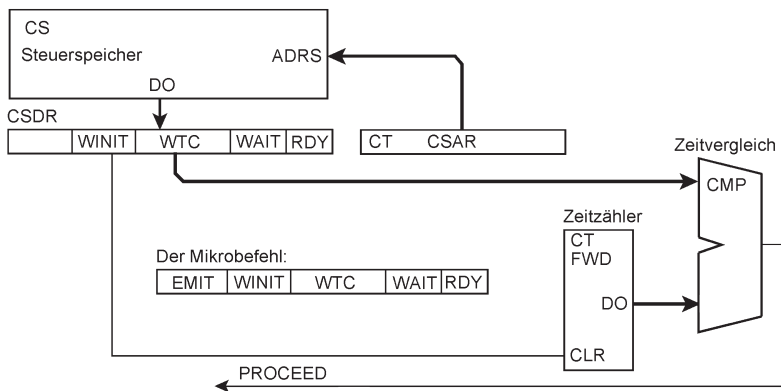 CS
Steuerspeicher
ADRS
DO
CSDR
WINIT WTC WAIT RDY
CT CSAR
Zeitvergleich
CMP
Zeitzähler
CT
FWD
DO
CLR
Der Mikrobefehl:
EMIT WINIT WTC WAIT RDY
PROCEED